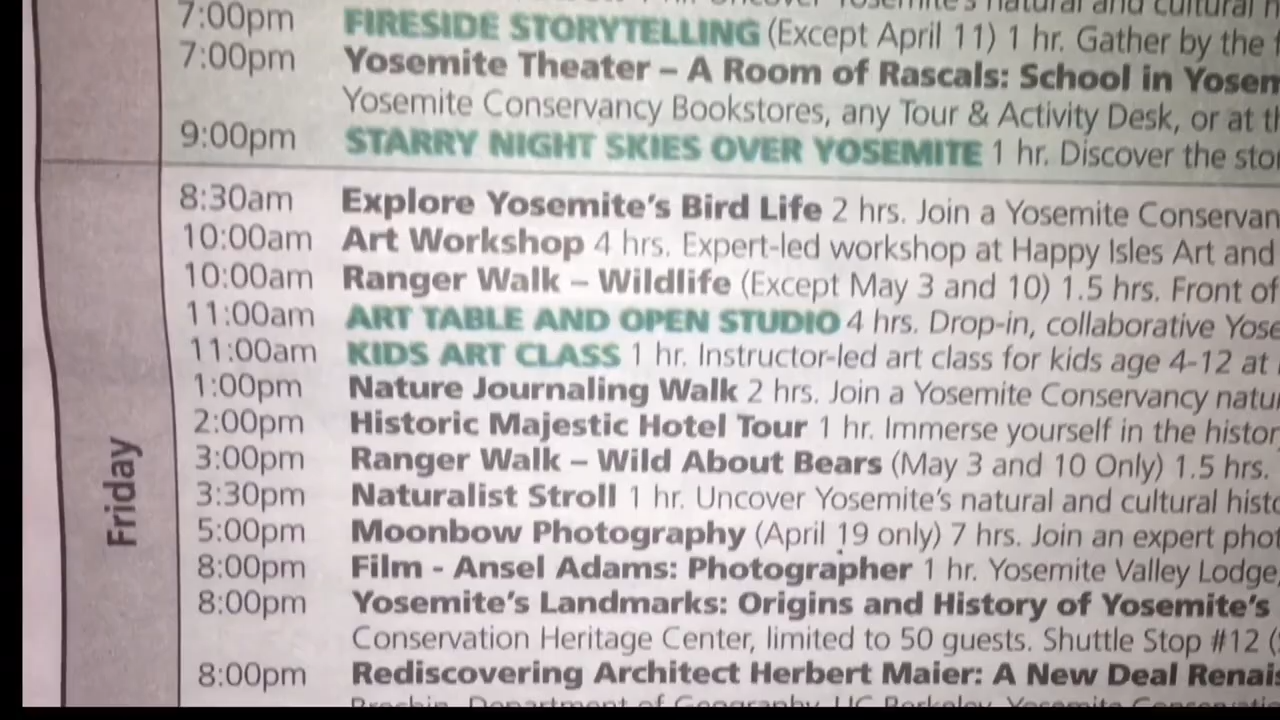 7:00pm FIRESIDE STORYTELLING (Except April 11) 1 hr. Gather by the
7:00pm Yosemite Theater – A Room of Rascals: School in Yosem
Yosemite Conservancy Bookstores, any Tour & Activity Desk, or at th
9:00pm STARRY NIGHT SKIES OVER YOSEMITE 1 hr. Discover the stor
8:30am Explore Yosemite's Bird Life 2 hrs. Join a Yosemite Conservan
10:00am Art Workshop 4 hrs. Expert-led workshop at Happy Isles Art and
10:00am Ranger Walk – Wildlife (Except May 3 and 10) 1.5 hrs. Front of
11:00am ART TABLE AND OPEN STUDIO 4 hrs. Drop-in, collaborative Yose
11:00am KIDS ART CLASS 1 hr. Instructor-led art class for kids age 4-12 at
1:00pm Nature Journaling Walk 2 hrs. Join a Yosemite Conservancy natur
2:00pm Historic Majestic Hotel Tour 1 hr. Immerse yourself in the histor
3:00pm Ranger Walk – Wild About Bears (May 3 and 10 Only) 1.5 hrs.
Friday
3:30pm Naturalist Stroll 1 hr. Uncover Yosemite's natural and cultural histo
5:00pm Moonbow Photography (April 19 only) 7 hrs. Join an expert phot
8:00pm Film - Ansel Adams: Photographer 1 hr. Yosemite Valley Lodge
8:00pm Yosemite's Landmarks: Origins and History of Yosemite's
Conservation Heritage Center, limited to 50 guests. Shuttle Stop #12 (
8:00pm Rediscovering Architect Herbert Maier: A New Deal Renais